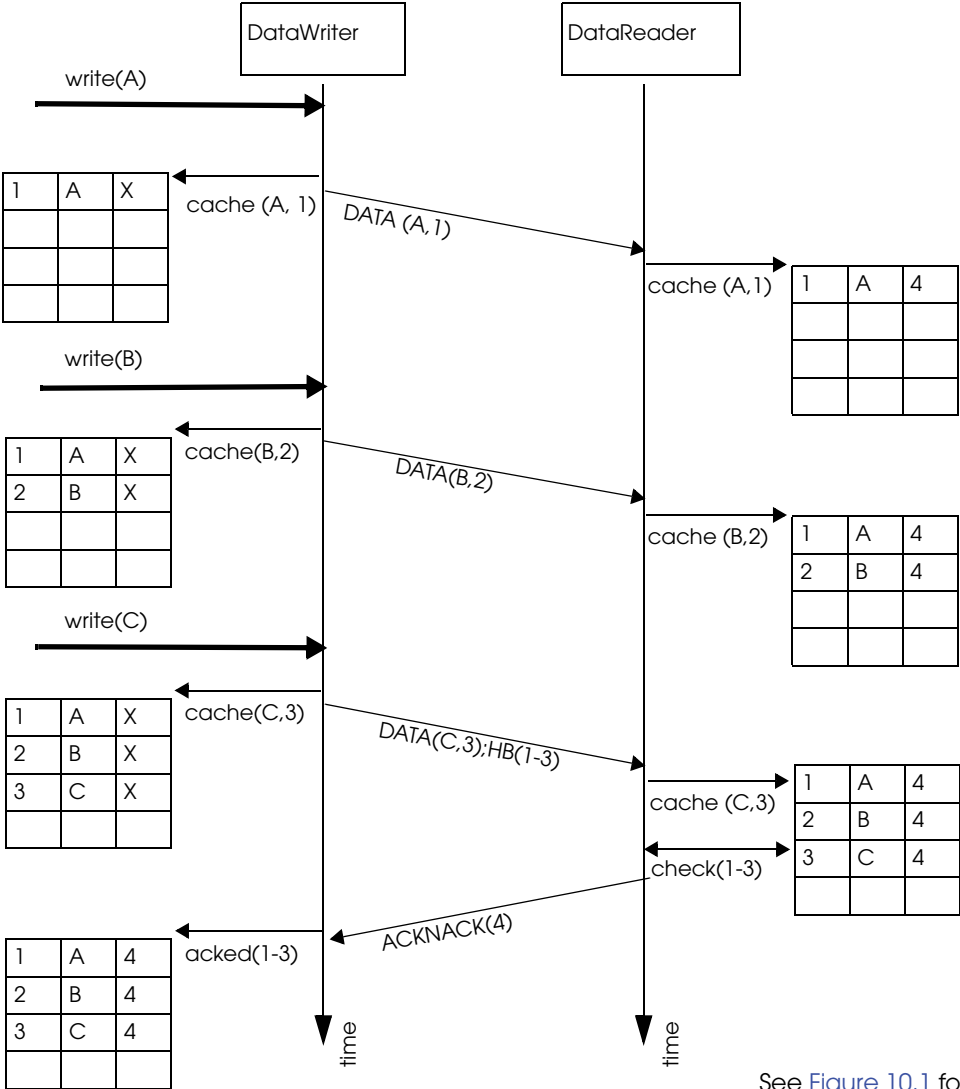 DataWriter
DataReader
write(A)
1 A X
cache (A, 1)
DATA (A,1)
cache (A,1)
1 A 4
write(B)
1 A X
2 B X
cache(B,2)
DATA(B,2)
cache (B,2)
1 A 4
2 B 4
write(C)
1 A X
2 B X
3 C X
cache(C,3)
DATA(C,3);HB(1-3)
cache (C,3)
1 A 4
2 B 4
3 C 4
check(1-3)
ACKNACK(4)
acked(1-3)
1 A 4
2 B 4
3 C 4
time
time
See Figure 10.1 fo